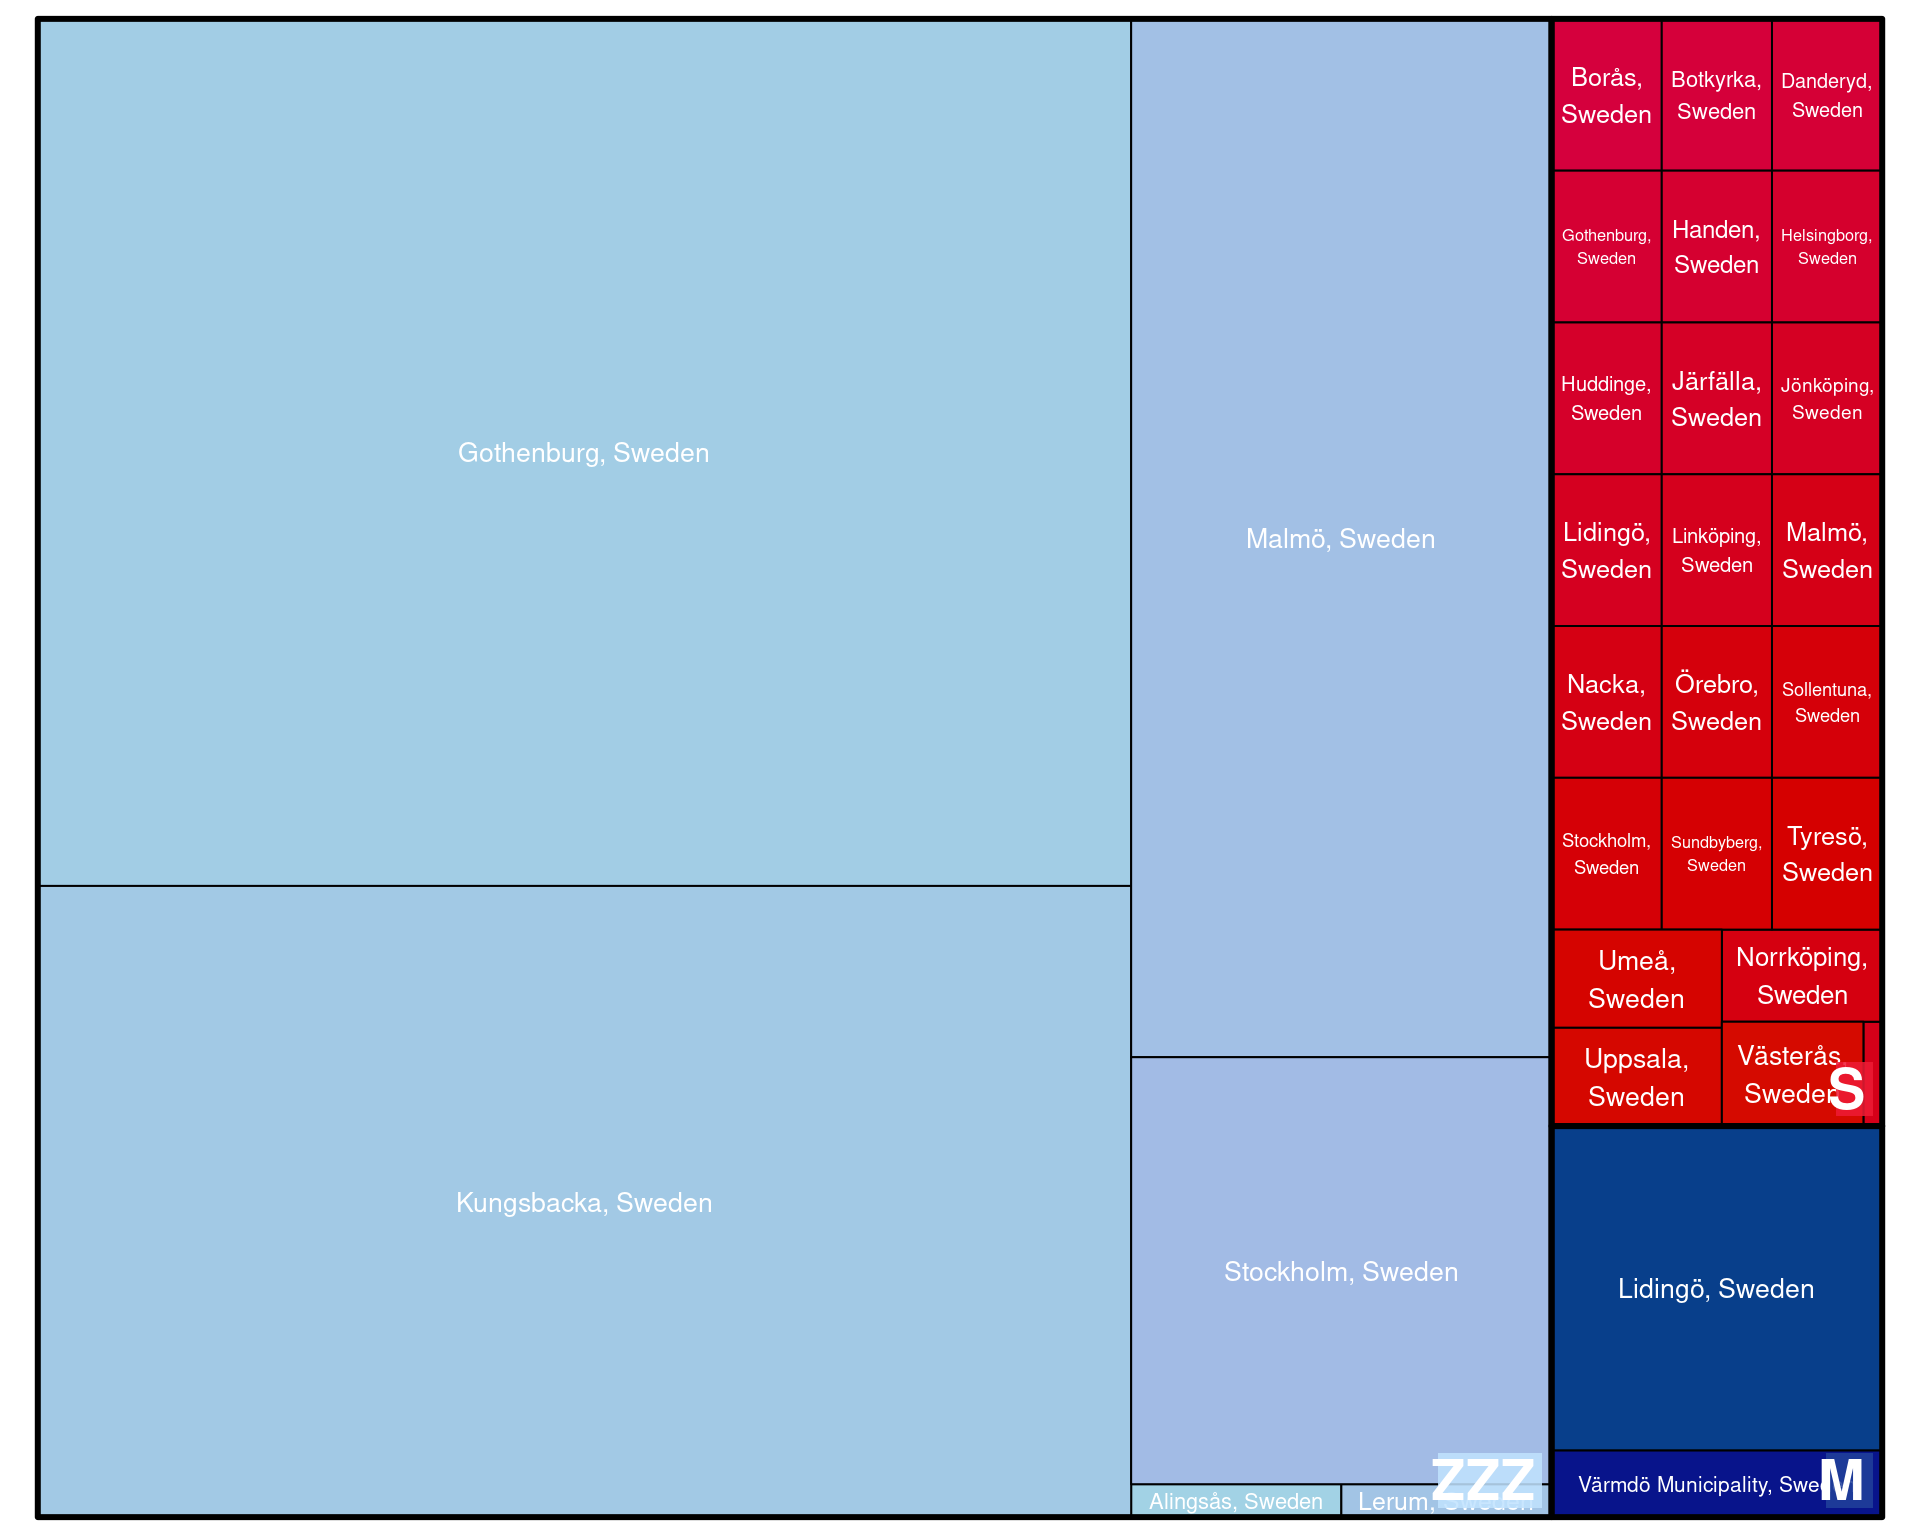 Gothenburg, Sweden
Kungsbacka, Sweden
Malmö, Sweden
Stockholm, Sweden
Alingsås, Sweden
Lerum, Sweden
ZZZ
Borås,
Sweden
Botkyrka,
Sweden
Danderyd,
Sweden
Gothenburg,
Sweden
Handen,
Sweden
Helsingborg,
Sweden
Huddinge,
Sweden
Järfälla,
Sweden
Jönköping,
Sweden
Lidingö,
Sweden
Linköping,
Sweden
Malmö,
Sweden
Nacka,
Sweden
Örebro,
Sweden
Sollentuna,
Sweden
Stockholm,
Sweden
Sundbyberg,
Sweden
Tyresö,
Sweden
Umeå,
Sweden
Norrköping,
Sweden
Uppsala,
Sweden
Västerås,
Sweden
S
Lidingö, Sweden
Värmdö Municipality, Sweden
M